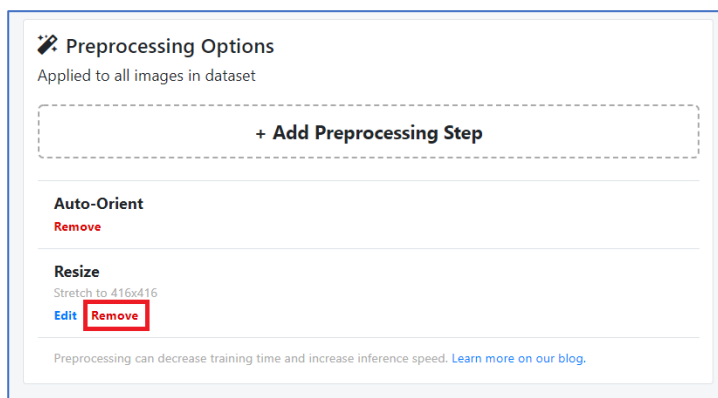 Preprocessing Options
Applied to all images in dataset
+ Add Preprocessing Step
Auto-Orient
Remove
Resize
Stretch to 416x416
Edit Remove
Preprocessing can decrease training time and increase inference speed. Learn more on our blog.